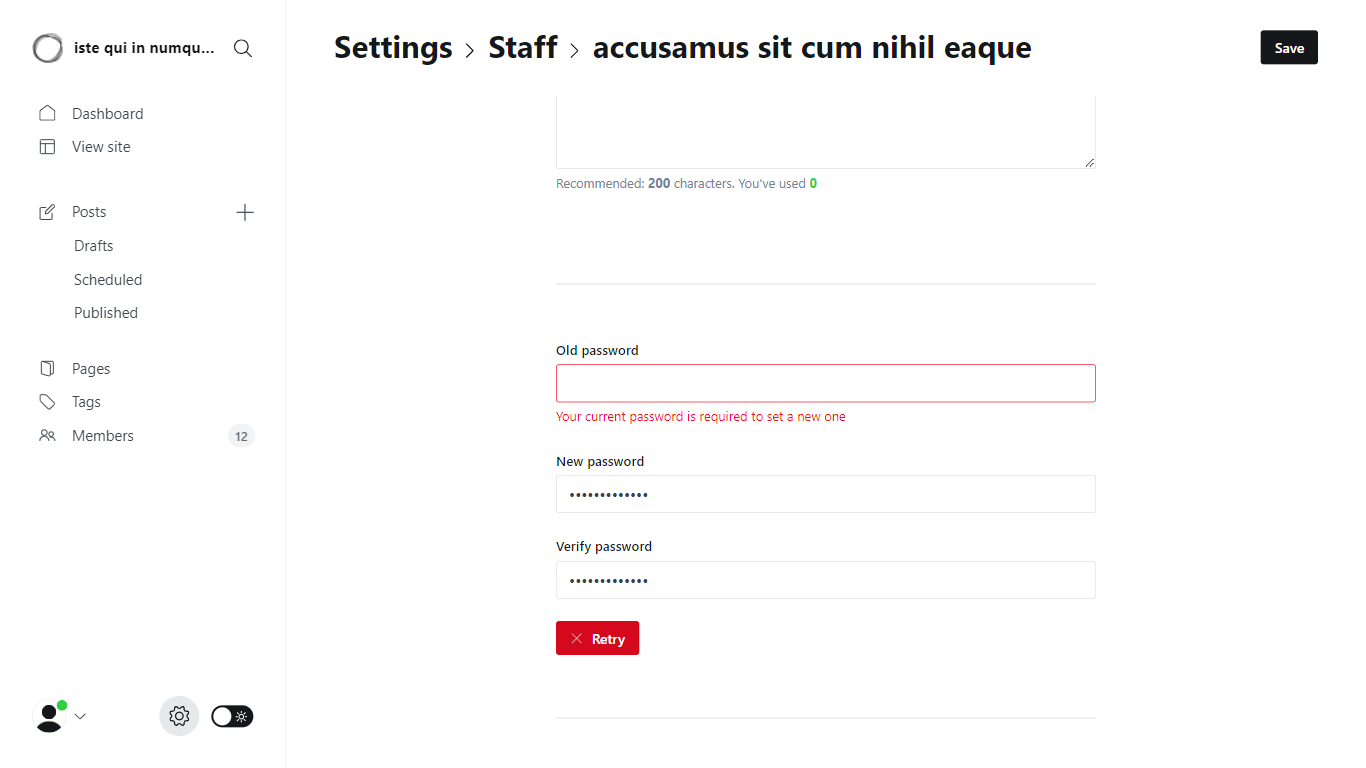 iste qui in numqu...
Settings › Staff › accusamus sit cum nihil eaque
Save
Dashboard
View site
Posts
Drafts
Scheduled
Published
Pages
Tags
Members
12
Recommended: 200 characters. You've used 0
Old password
Your current password is required to set a new one
New password
•••••••••••••
Verify password
•••••••••••••
Retry